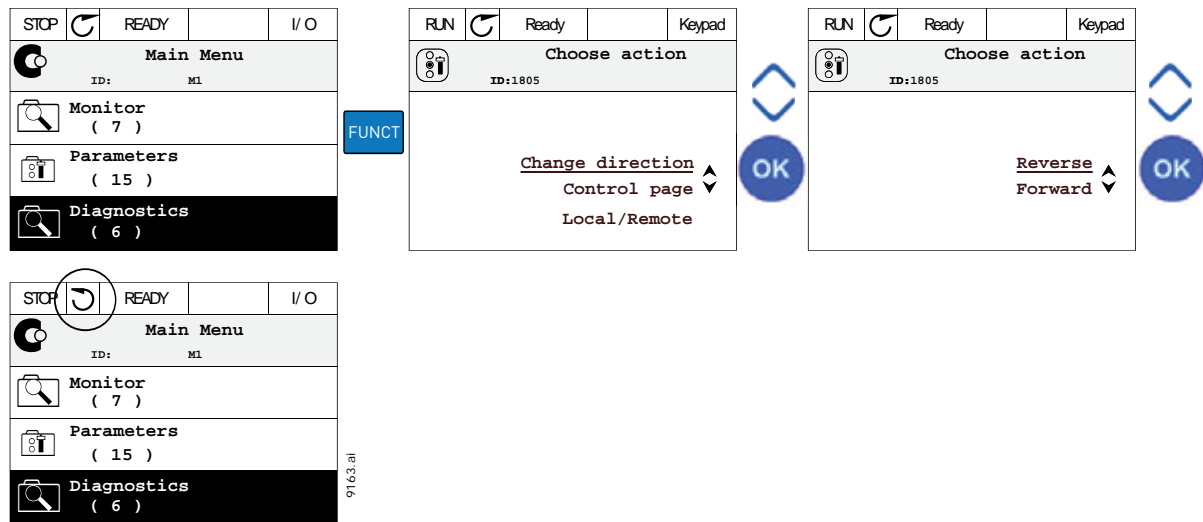 STOP READY I/O
Main Menu
ID: M1
Monitor
( 7 )
Parameters
( 15 )
Diagnostics
( 6 )
FUNCT
RUN Ready Keypad
Choose action
ID:1805
Change direction
Control page
Local/Remote
OK
RUN Ready Keypad
Choose action
ID:1805
Reverse
Forward
OK
STOP READY I/O
Main Menu
ID: M1
Monitor
( 7 )
Parameters
( 15 )
Diagnostics
( 6 )
9163.ai